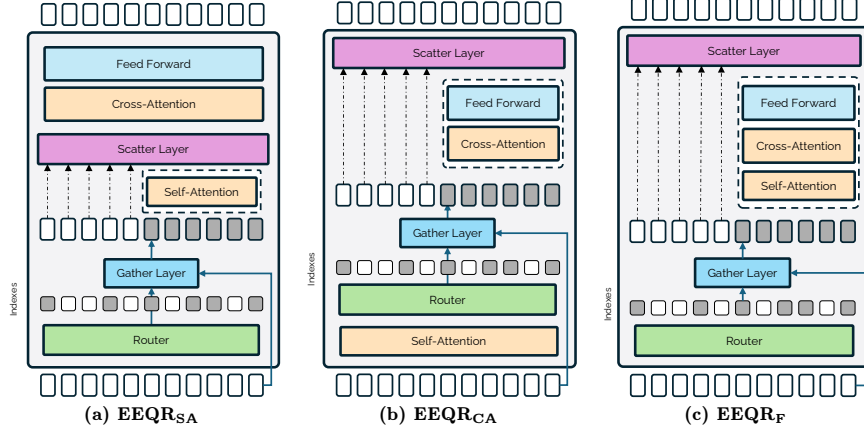 Feed Forward
Cross-Attention
Scatter Layer
Self-Attention
Gather Layer
Router
Indexes
(a) EEQR_SA
Scatter Layer
Feed Forward
Cross-Attention
Gather Layer
Router
Self-Attention
Indexes
(b) EEQR_CA
Scatter Layer
Feed Forward
Cross-Attention
Self-Attention
Gather Layer
Router
Indexes
(c) EEQR_F